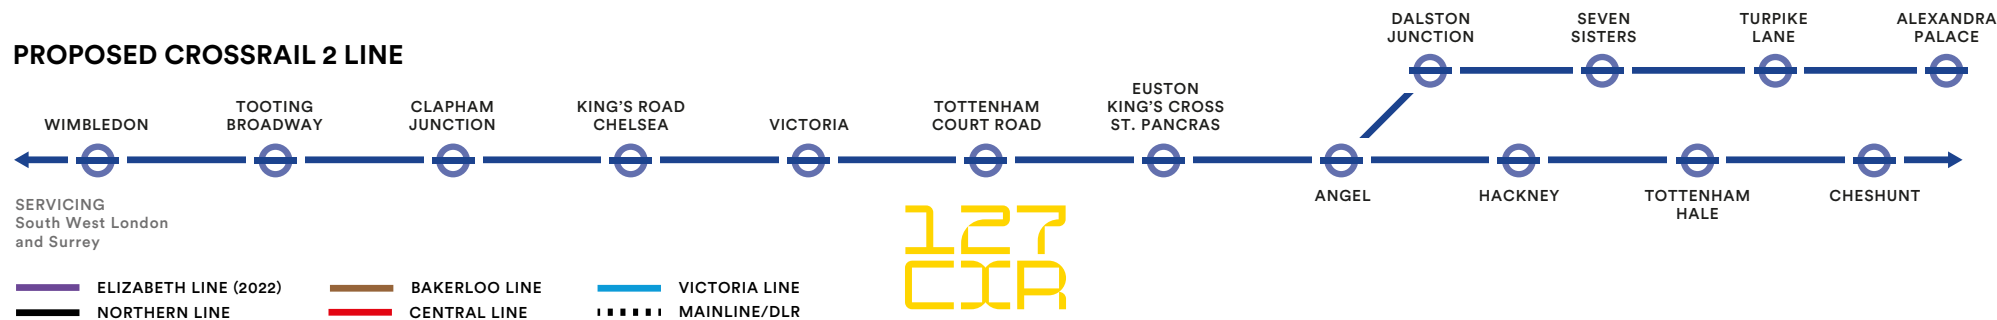 PROPOSED CROSSRAIL 2 LINE
WIMBLEDON
TOOTING
BROADWAY
CLAPHAM
JUNCTION
KING’S ROAD
CHELSEA
VICTORIA
TOTTENHAM
COURT ROAD
EUSTON
KING’S CROSS
ST. PANCRAS
DALSTON
JUNCTION
SEVEN
SISTERS
TURPIKE
LANE
ALEXANDRA
PALACE
ANGEL
HACKNEY
TOTTENHAM
HALE
CHESHUNT
SERVICING
South West London
and Surrey
127
CXR
ELIZABETH LINE (2022)
BAKERLOO LINE
VICTORIA LINE
NORTHERN LINE
CENTRAL LINE
MAINLINE/DLR